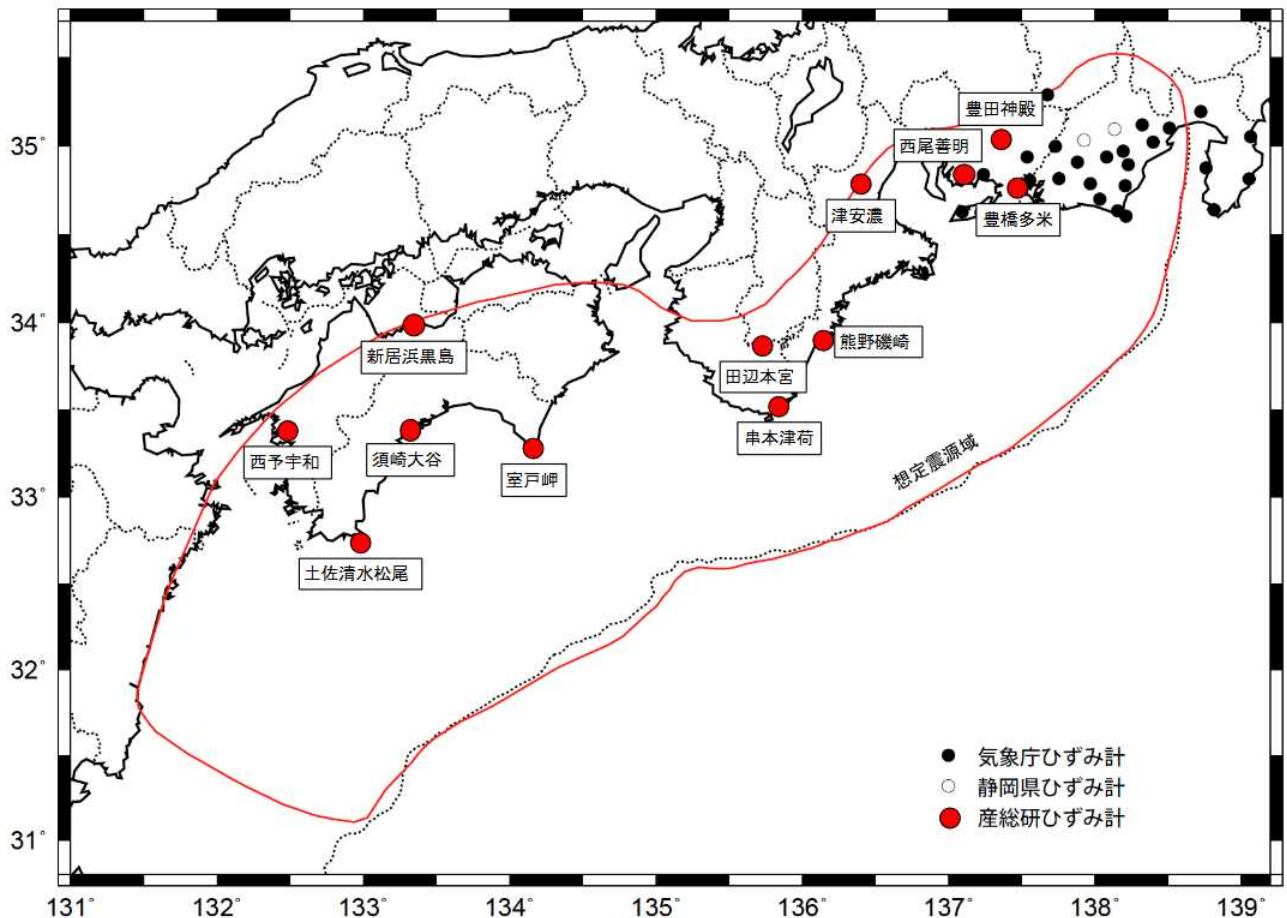 豊田神殿
35°
西尾善明
津安濃
豊橋多米
34°
新居浜黒島
熊野磯崎
田辺本宮
串本津荷
西予宇和
須崎大谷
室戸岬
想定震源域
33°
土佐清水松尾
32°
気象庁ひずみ計
静岡県ひずみ計
産総研ひずみ計
31°
131° 132° 133° 134° 135° 136° 137° 138° 139°